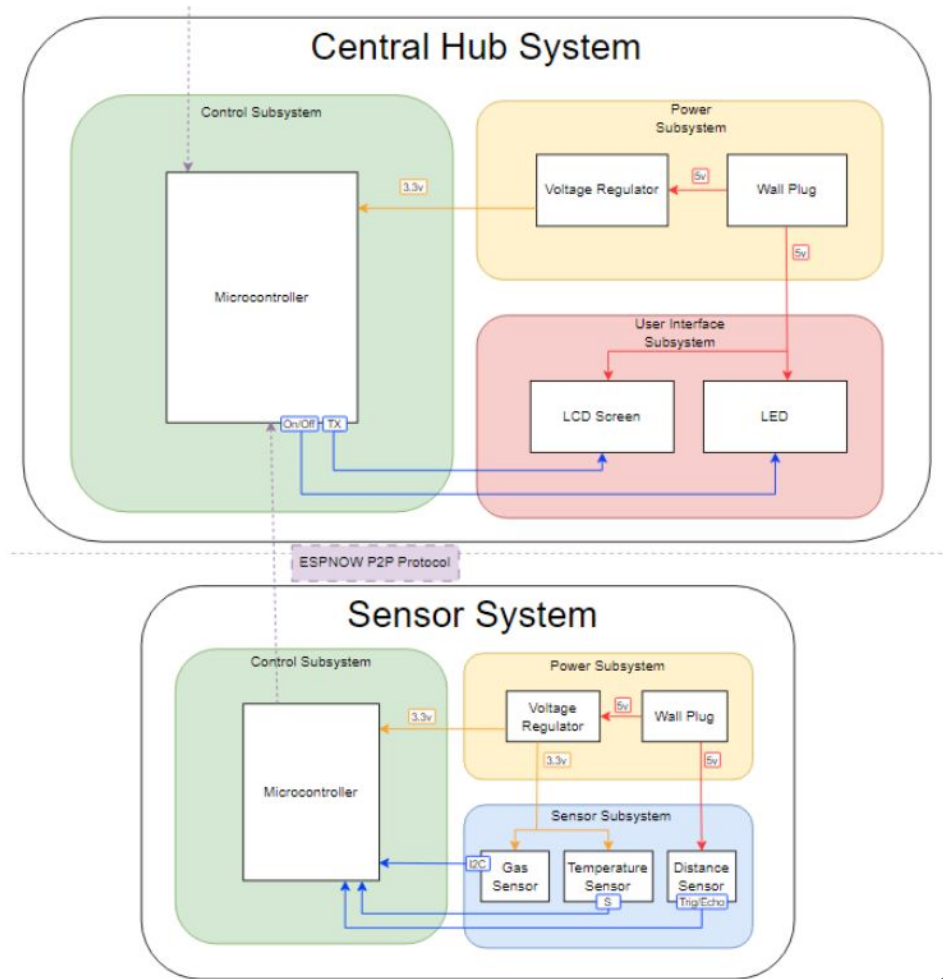 Central Hub System
Control Subsystem
Power
Subsystem
3.3v
Voltage Regulator
5v
Wall Plug
5v
Microcontroller
User Interface
Subsystem
LCD Screen
LED
On/Off
TX
ESPNOW P2P Protocol
Sensor System
Control Subsystem
Power Subsystem
3.3v
Voltage
Regulator
5v
Wall Plug
3.3v
5v
Microcontroller
Sensor Subsystem
I2C
Gas
Sensor
Temperature
Sensor
S
Distance
Sensor
Trig/Echo